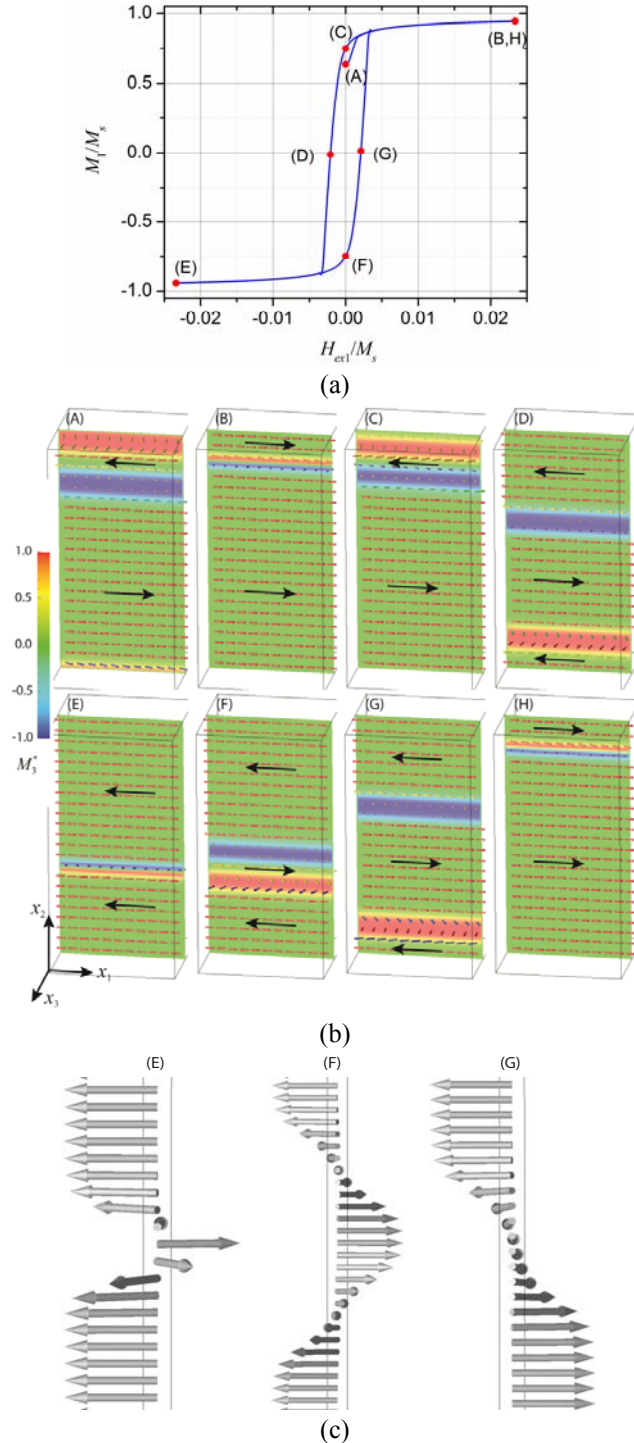 (a)
1.0
0.5
0.0
-0.5
-1.0
M₁/Mₛ
(C)
(A)
(B,H)
(D)
(G)
(E)
(F)
-0.02
-0.01
0.00
0.01
0.02
Hₑₓ₁/Mₛ
(a)
(A)
(B)
(C)
(D)
1.0
0.5
0.0
-0.5
-1.0
M₃*
(E)
(F)
(G)
(H)
x₂
x₁
x₃
(b)
(E)
(F)
(G)
(c)